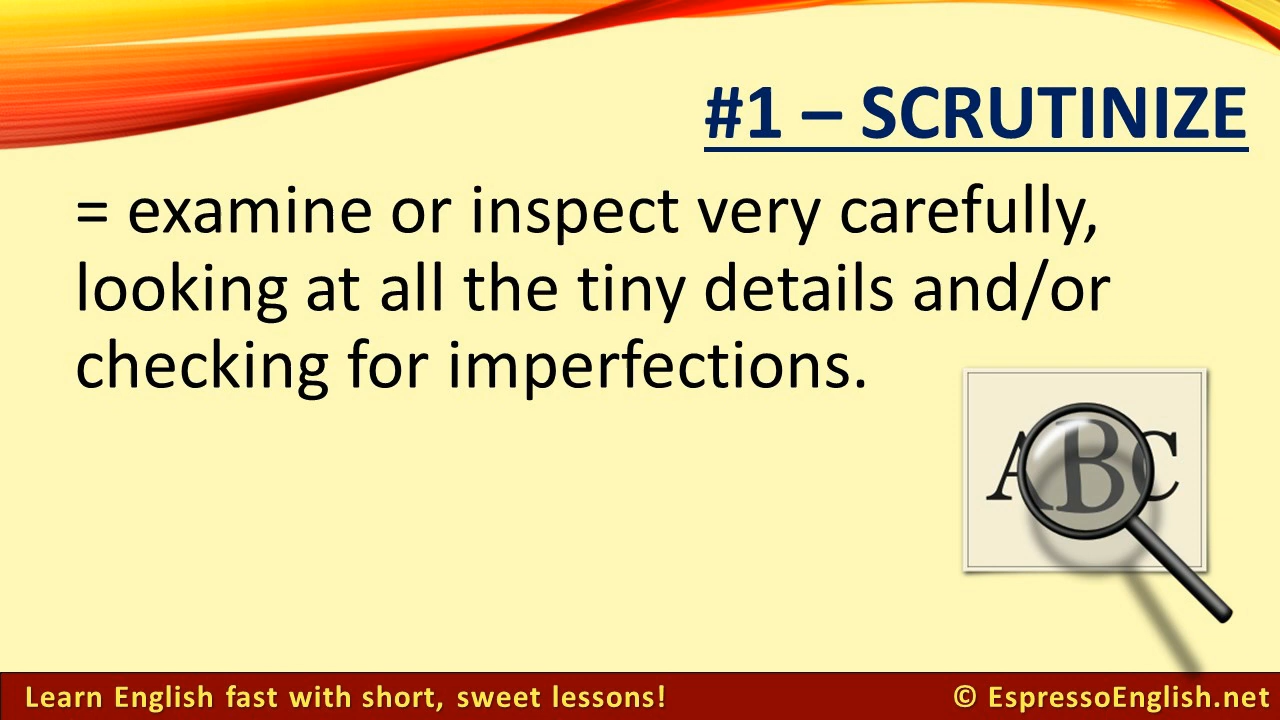 #1 – SCRUTINIZE
= examine or inspect very carefully,
looking at all the tiny details and/or
checking for imperfections.
ABC
Learn English fast with short, sweet lessons!
© EspressoEnglish.net